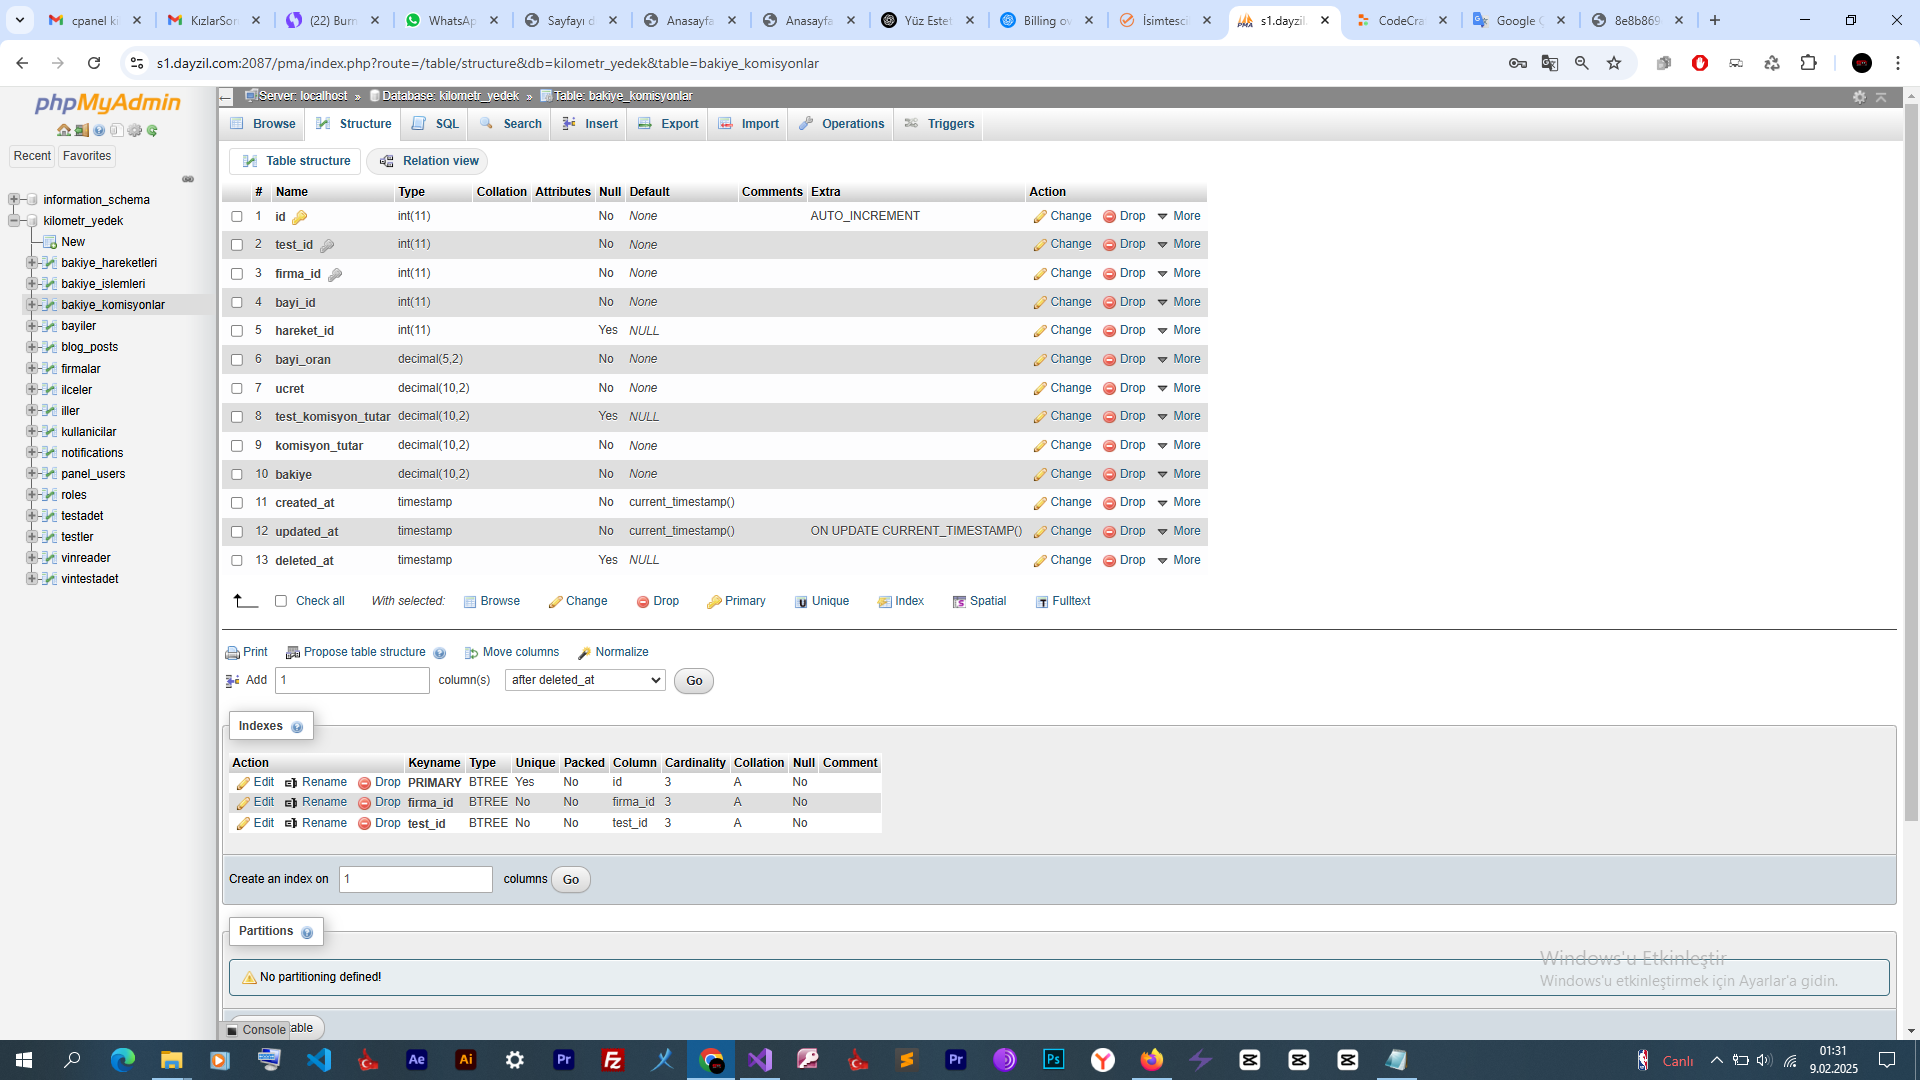 cpanel ki
KızlarSor
(22) Burn
WhatsAp
Sayfayı d
Anasayfa
Anasayfa
Yüz Estet
Billing ov
İsimtesci
s1.dayzil.
CodeCra
Google Ç
8e8b869
s1.dayzil.com:2087/pma/index.php?route=/table/structure&db=kilometr_yedek&table=bakiye_komisyonlar
phpMyAdmin
Recent Favorites
information_schema
kilometr_yedek
New
bakiye_hareketleri
bakiye_islemleri
bakiye_komisyonlar
bayiler
blog_posts
firmalar
ilceler
iller
kullanicilar
notifications
panel_users
roles
testadet
testler
vinreader
vintestadet
Server: localhost » Database: kilometr_yedek » Table: bakiye_komisyonlar
Browse Structure SQL Search Insert Export Import Operations Triggers
Table structure Relation view
# Name Type Collation Attributes Null Default Comments Extra Action
1 id int(11) No None AUTO_INCREMENT Change Drop More
2 test_id int(11) No None Change Drop More
3 firma_id int(11) No None Change Drop More
4 bayi_id int(11) No None Change Drop More
5 hareket_id int(11) Yes NULL Change Drop More
6 bayi_oran decimal(5,2) No None Change Drop More
7 ucret decimal(10,2) No None Change Drop More
8 test_komisyon_tutar decimal(10,2) Yes NULL Change Drop More
9 komisyon_tutar decimal(10,2) No None Change Drop More
10 bakiye decimal(10,2) No None Change Drop More
11 created_at timestamp No current_timestamp() Change Drop More
12 updated_at timestamp No current_timestamp() ON UPDATE CURRENT_TIMESTAMP() Change Drop More
13 deleted_at timestamp Yes NULL Change Drop More
Check all With selected: Browse Change Drop Primary Unique Index Spatial Fulltext
Print Propose table structure Move columns Normalize
Add 1 column(s) after deleted_at Go
Indexes
Action Keyname Type Unique Packed Column Cardinality Collation Null Comment
Edit Rename Drop PRIMARY BTREE Yes No id 3 A No
Edit Rename Drop firma_id BTREE No No firma_id 3 A No
Edit Rename Drop test_id BTREE No No test_id 3 A No
Create an index on 1 columns Go
Partitions
No partitioning defined!
Windows'u Etkinleştir
Windows'u etkinleştirmek için Ayarlar'a gidin.
Console
table
Canlı
01:31
9.02.2025